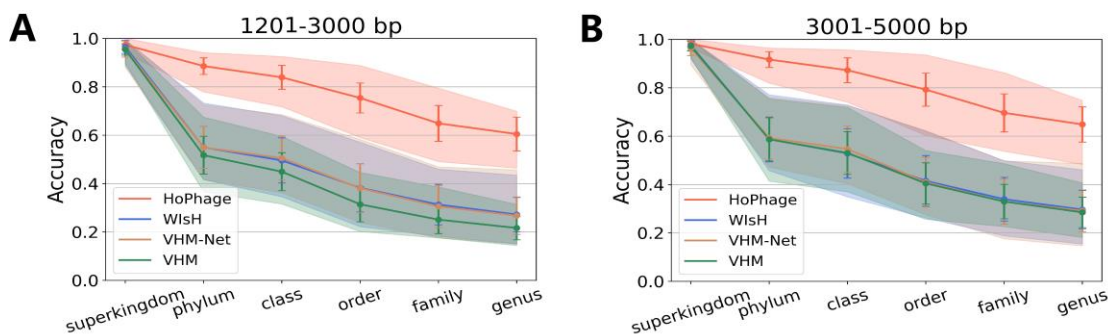 A
1201-3000 bp
Accuracy
1.0
0.8
0.6
0.4
0.2
0.0
HoPhage
WIsH
VHM-Net
VHM
superkingdom
phylum
class
order
family
genus
B
3001-5000 bp
Accuracy
1.0
0.8
0.6
0.4
0.2
0.0
HoPhage
WIsH
VHM-Net
VHM
superkingdom
phylum
class
order
family
genus